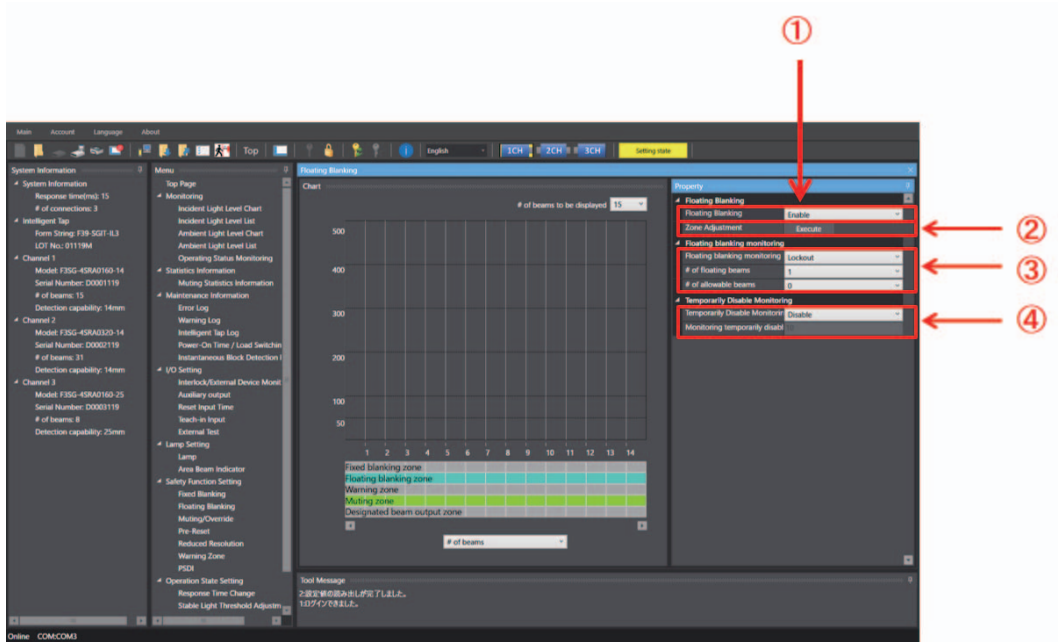 ①
Main Account Language About
Top
English
1CH 2CH 3CH
Setting state
System Information
System Information
Response time(ms): 15
# of connections: 3
Intelligent Tap
Form String: F39-SGIT-IL3
LOT No.: 01119M
Channel 1
Model: F3SG-4SRA0160-14
Serial Number: D0001119
# of beams: 15
Detection capability: 14mm
Channel 2
Model: F3SG-4SRA0320-14
Serial Number: D0002119
# of beams: 31
Detection capability: 14mm
Channel 3
Model: F3SG-4SRA0160-25
Serial Number: D0003119
# of beams: 8
Detection capability: 25mm
Menu
Top Page
Monitoring
Incident Light Level Chart
Incident Light Level List
Ambient Light Level Chart
Ambient Light Level List
Operating Status Monitoring
Statistics Information
Muting Statistics Information
Maintenance Information
Error Log
Warning Log
Intelligent Tap Log
Power-On Time / Load Switchin
Instantaneous Block Detection I
I/O Setting
Interlock/External Device Monit
Auxiliary output
Reset Input Time
Teach-in Input
External Test
Lamp Setting
Lamp
Area Beam Indicator
Safety Function Setting
Fixed Blanking
Floating Blanking
Muting/Override
Pre-Reset
Reduced Resolution
Warning Zone
PSDI
Operation State Setting
Response Time Change
Stable Light Threshold Adjustm
Floating Blanking
Chart
# of beams to be displayed 15
500
400
300
200
100
50
1 2 3 4 5 6 7 8 9 10 11 12 13 14
Fixed blanking zone
Floating blanking zone
Warning zone
Muting zone
Designated beam output zone
# of beams
Property
Floating Blanking
Floating Blanking Enable
Zone Adjustment Execute
②
Floating blanking monitoring
Floating blanking monitoring Lockout
# of floating beams 1
# of allowable beams 0
③
Temporarily Disable Monitoring
Temporarily Disable Monitorin Disable
Monitoring temporarily disabl
④
Tool Message
2:設定値の読み出しが完了しました。
1:ログインできました。
Online COM:COM3